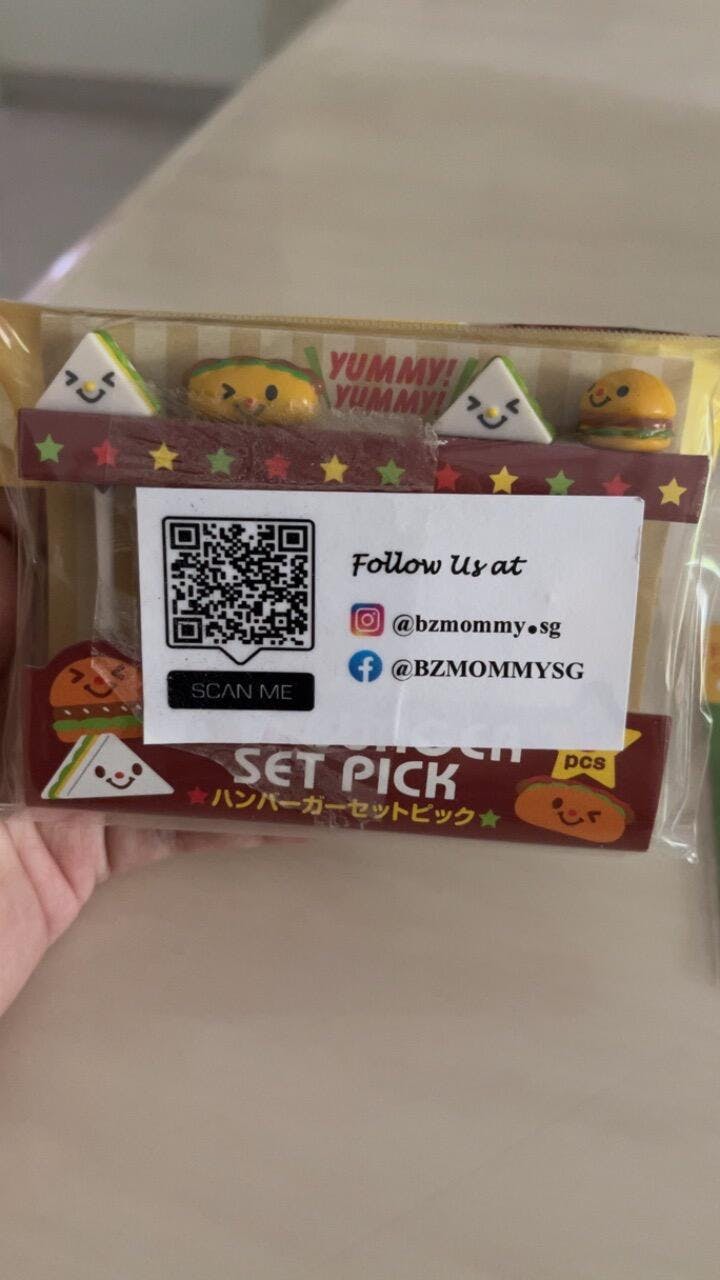 YUMMY!
YUMMY!
Follow Us at
@bzmommy.sg
@BZMOMMYSG
SCAN ME
SET PICK
pcs
ハンバーガーセットピック